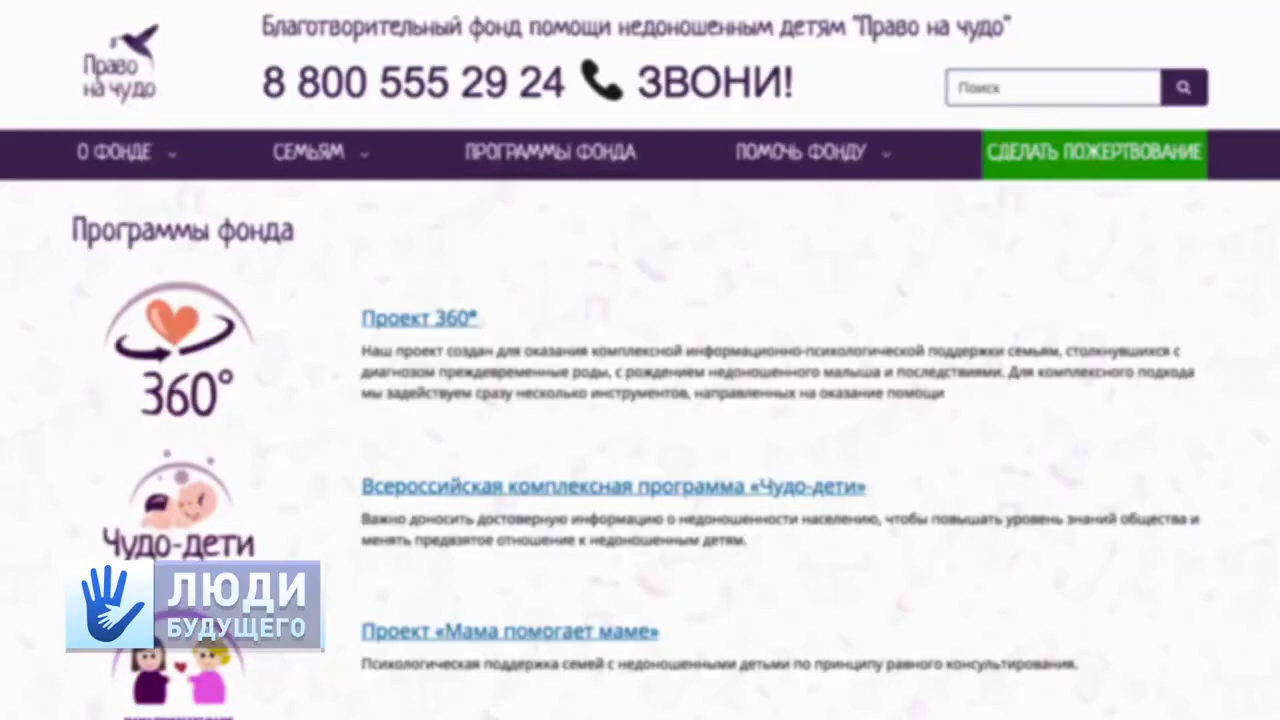 Право
на чудо
Благотворительный фонд помощи недоношенным детям "Право на чудо"
8 800 555 29 24 ЗВОНИ!
Поиск
О ФОНДЕ СЕМЬЯМ ПРОГРАММЫ ФОНДА ПОМОЧЬ ФОНДУ СДЕЛАТЬ ПОЖЕРТВОВАНИЕ
Программы фонда
360°
Проект 360°
Наш проект создан для оказания комплексной информационно-психологической поддержки семьям, столкнувшихся с
диагнозом преждевременные роды, с рождением недоношенного малыша и последствиями. Для комплексного подхода
мы задействуем сразу несколько инструментов, направленных на оказание помощи
Чудо-дети
Всероссийская комплексная программа «Чудо-дети»
Важно доносить достоверную информацию о недоношенности населению, чтобы повышать уровень знаний общества и
менять предвзятое отношение к недоношенным детям.
ЛЮДИ
БУДУЩЕГО
Проект «Мама помогает маме»
Психологическая поддержка семей с недоношенными детьми по принципу равного консультирования.